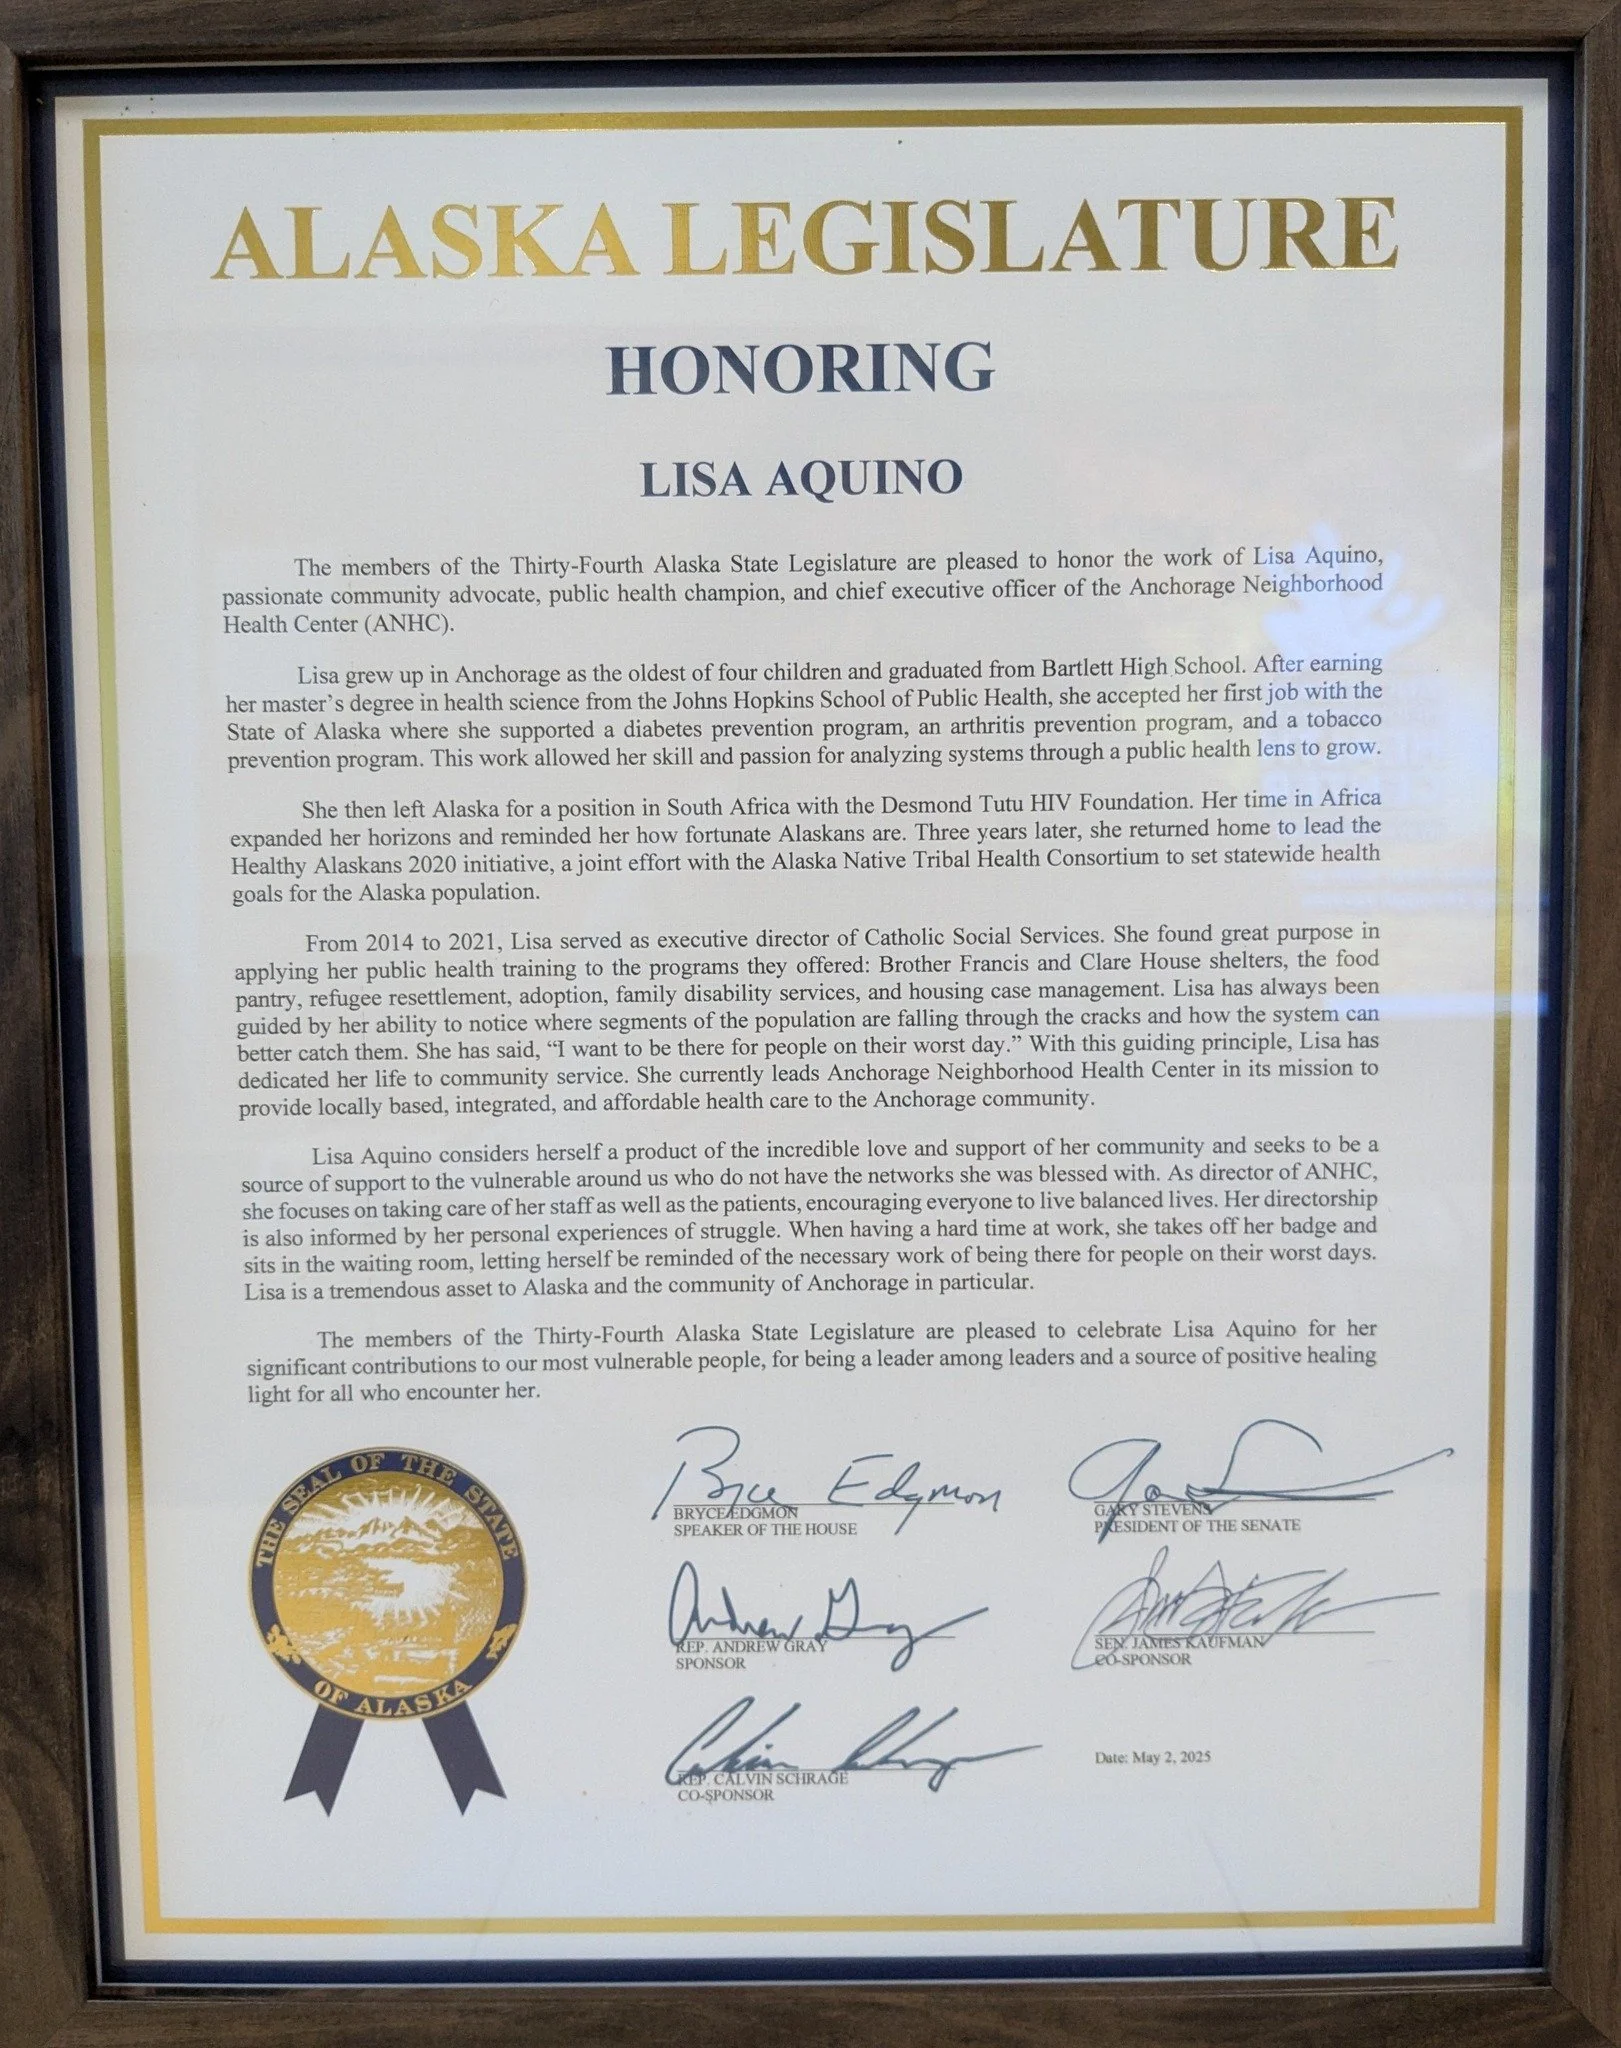 ALASKA LEGISLATURE
HONORING
LISA AQUINO
The members of the Thirty-Fourth Alaska State Legislature are pleased to honor the work of Lisa Aquino,
passionate community advocate, public health champion, and chief executive officer of the Anchorage Neighborhood
Health Center (ANHC).
Lisa grew up in Anchorage as the oldest of four children and graduated from Bartlett High School. After earning
her master's degree in health science from the Johns Hopkins School of Public Health, she accepted her first job with the
State of Alaska where she supported a diabetes prevention program, an arthritis prevention program, and a tobacco
prevention program. This work allowed her skill and passion for analyzing systems through a public health lens to grow.
She then left Alaska for a position in South Africa with the Desmond Tutu HIV Foundation. Her time in Africa
expanded her horizons and reminded her how fortunate Alaskans are. Three years later, she returned home to lead the
Healthy Alaskans 2020 initiative, a joint effort with the Alaska Native Tribal Health Consortium to set statewide health
goals for the Alaska population.
From 2014 to 2021, Lisa served as executive director of Catholic Social Services. She found great purpose in
applying her public health training to the programs they offered: Brother Francis and Clare House shelters, the food
pantry, refugee resettlement, adoption, family disability services, and housing case management. Lisa has always been
guided by her ability to notice where segments of the population are falling through the cracks and how the system can
better catch them. She has said, “I want to be there for people on their worst day.” With this guiding principle, Lisa has
dedicated her life to community service. She currently leads Anchorage Neighborhood Health Center in its mission to
provide locally based, integrated, and affordable health care to the Anchorage community.
Lisa Aquino considers herself a product of the incredible love and support of her community and seeks to be a
source of support to the vulnerable around us who do not have the networks she was blessed with. As director of ANHC,
she focuses on taking care of her staff as well as the patients, encouraging everyone to live balanced lives. Her directorship
is also informed by her personal experiences of struggle. When having a hard time at work, she takes off her badge and
sits in the waiting room, letting herself be reminded of the necessary work of being there for people on their worst days.
Lisa is a tremendous asset to Alaska and the community of Anchorage in particular.
The members of the Thirty-Fourth Alaska State Legislature are pleased to celebrate Lisa Aquino for her
significant contributions to our most vulnerable people, for being a leader among leaders and a source of positive healing
light for all who encounter her.
THE SEAL OF THE STATE
OF ALASKA
Bryce Edgmon
BRYCE EDGMON
SPEAKER OF THE HOUSE
GARY STEVENS
PRESIDENT OF THE SENATE
Andrew Gray
REP. ANDREW GRAY
SPONSOR
SEN. JAMES KAUFMAN
CO-SPONSOR
Calvin Schrage
REP. CALVIN SCHRAGE
CO-SPONSOR
Date: May 2, 2025